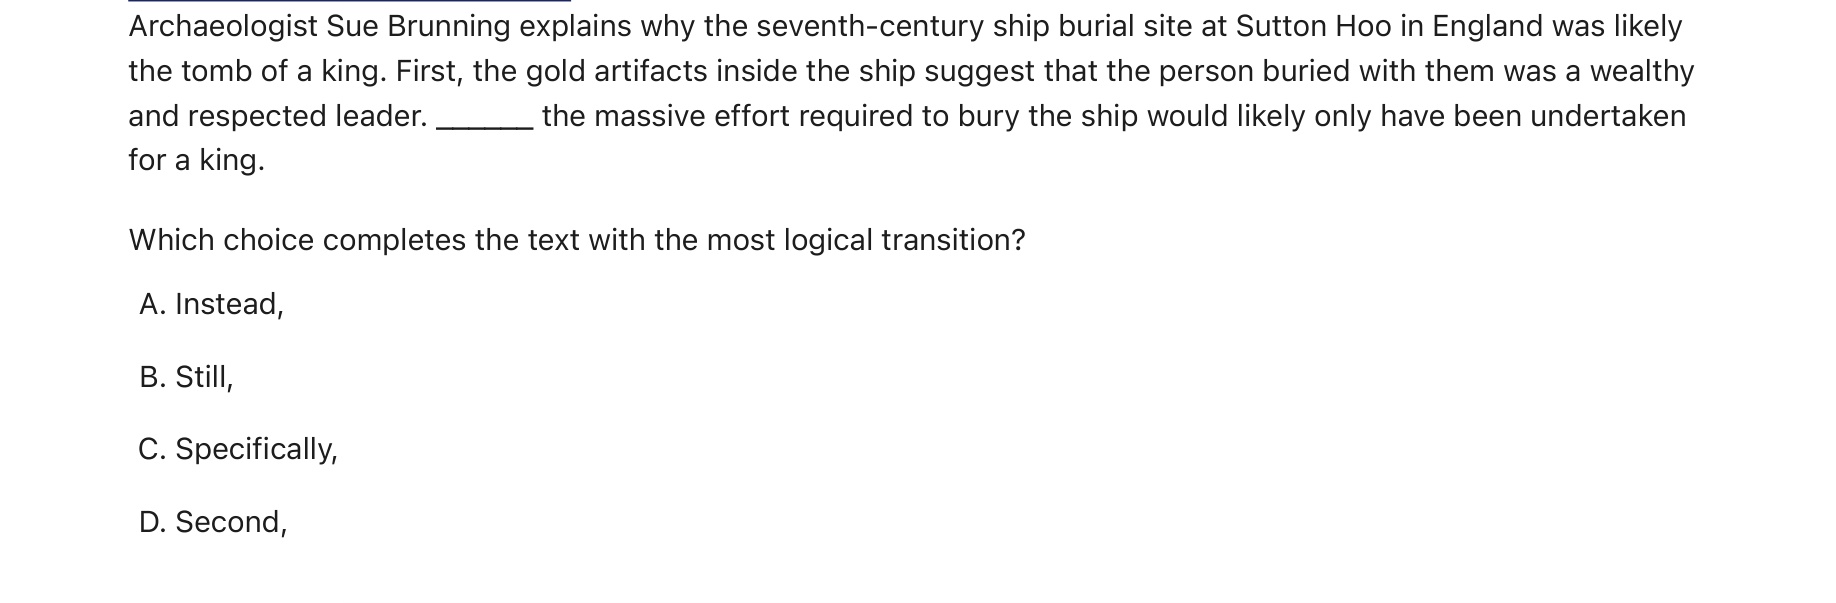 Archaeologist Sue Brunning explains why the seventh-century ship burial site at Sutton Hoo in England was likely
the tomb of a king. First, the gold artifacts inside the ship suggest that the person buried with them was a wealthy
and respected leader. ______ the massive effort required to bury the ship would likely only have been undertaken
for a king.
Which choice completes the text with the most logical transition?
A. Instead,
B. Still,
C. Specifically,
D. Second,